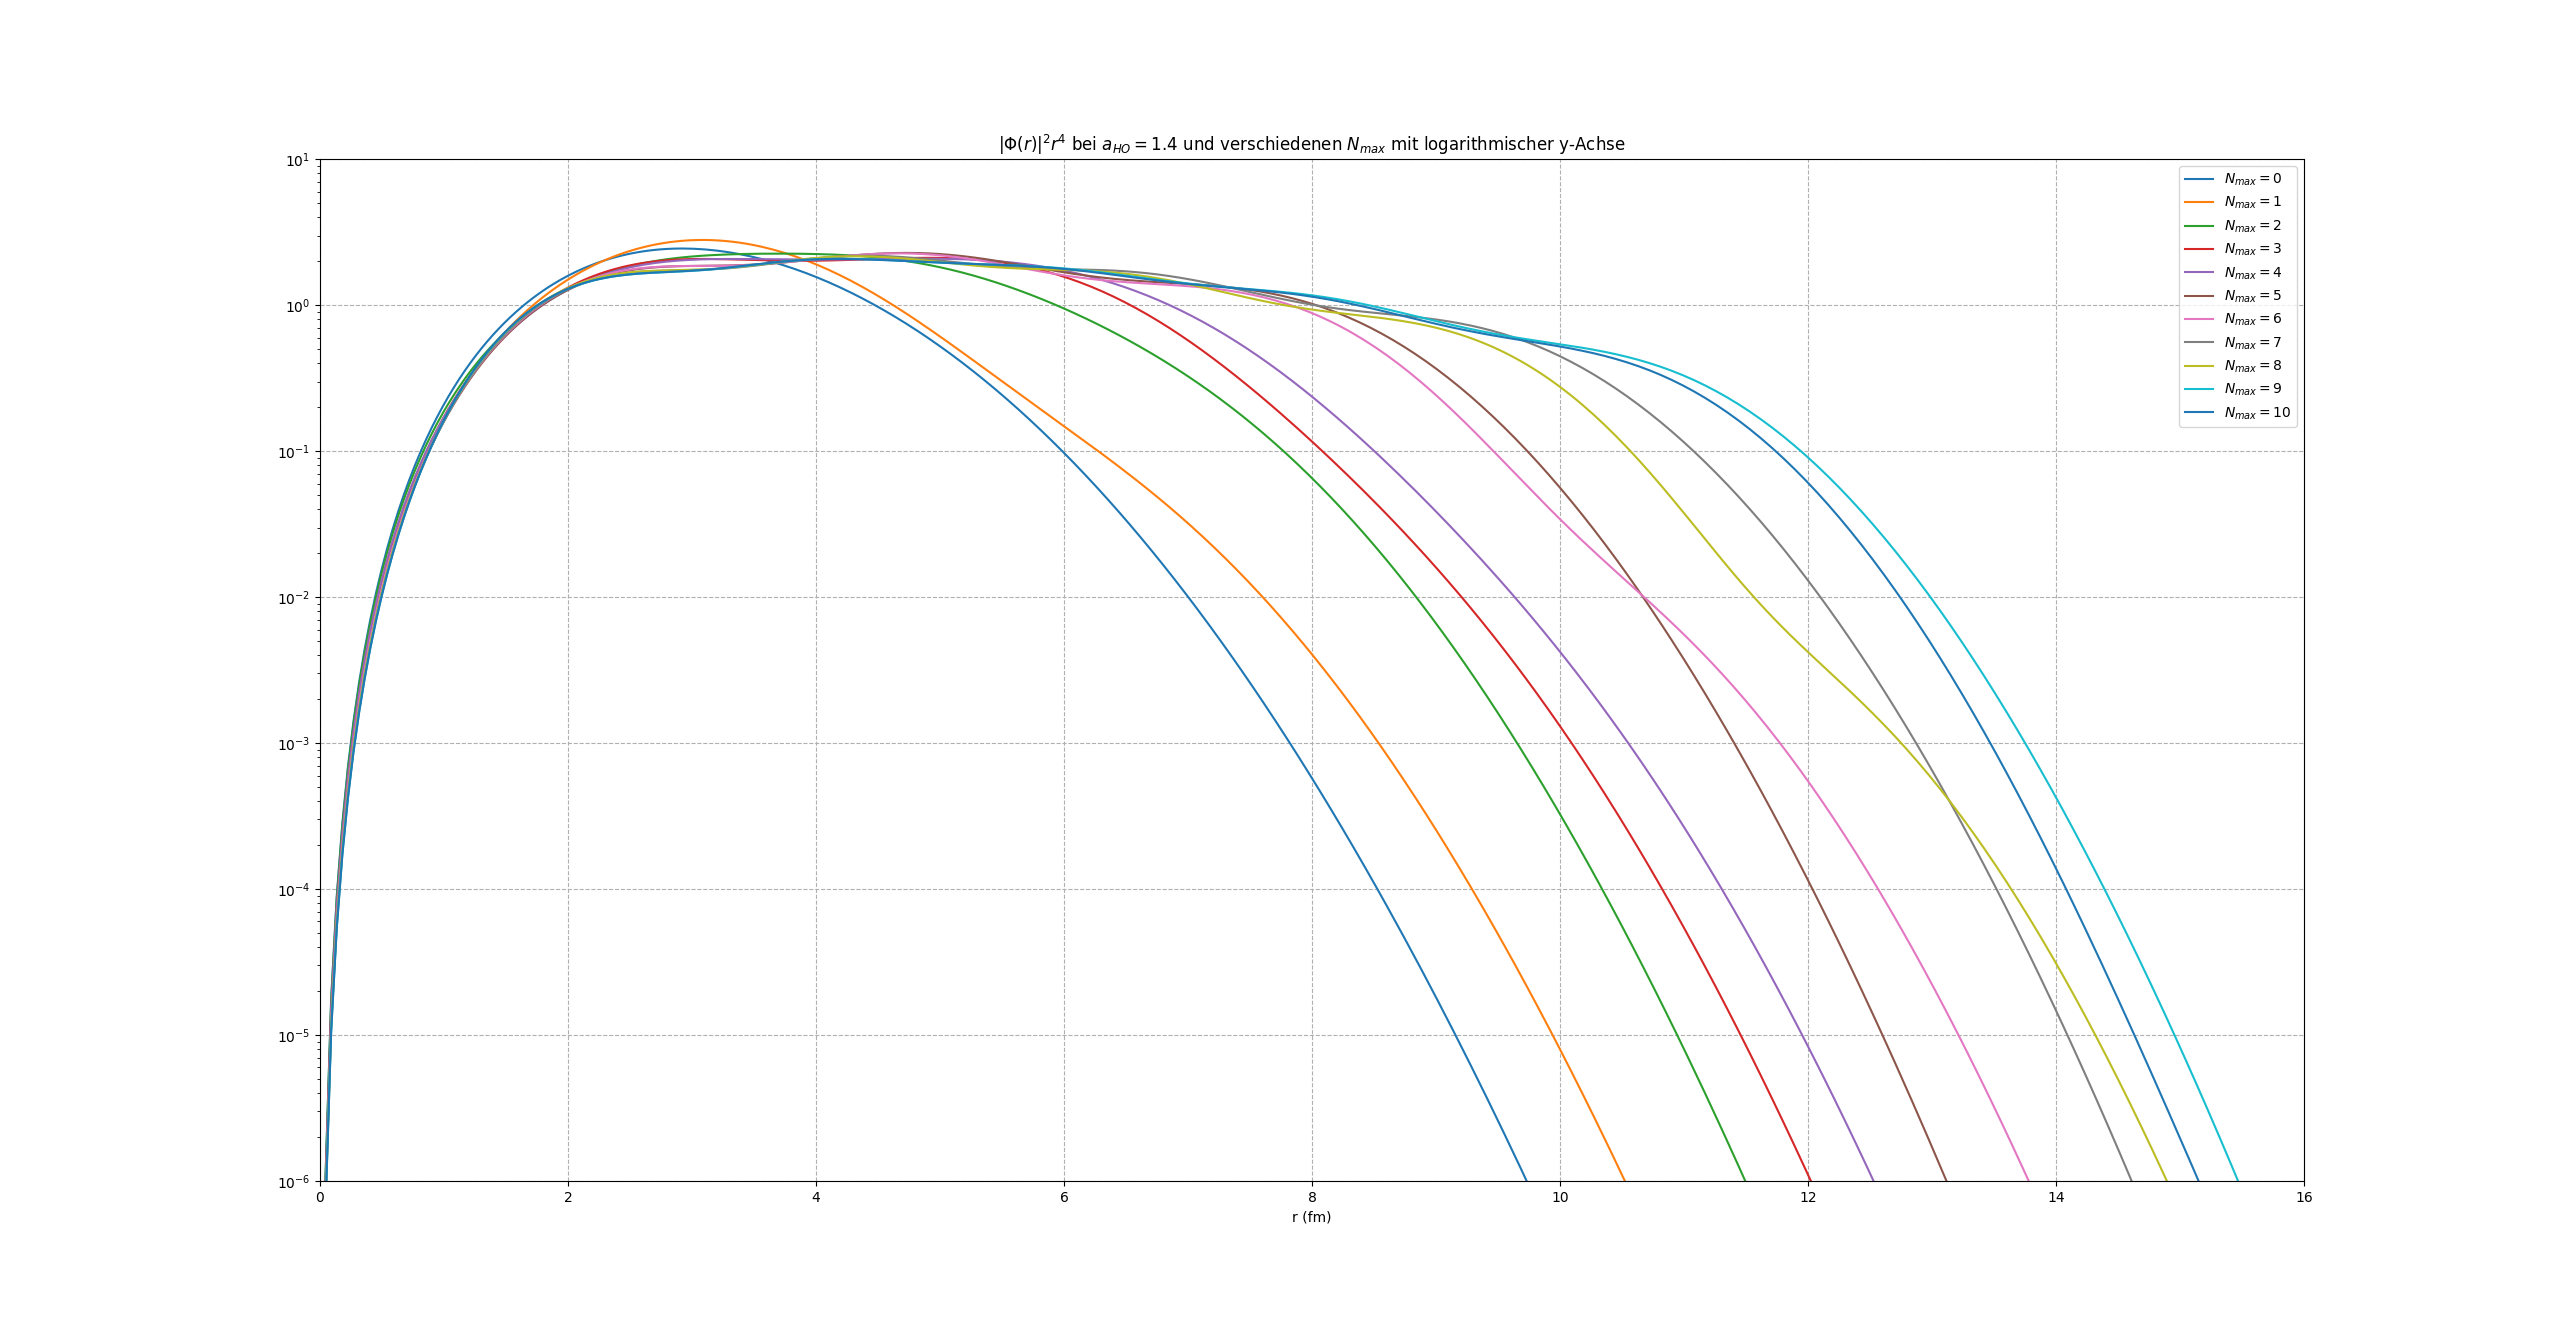 |Φ(r)|²r⁴ bei a_HO = 1.4 und verschiedenen N_max mit logarithmischer y-Achse
10¹
10⁰
10⁻¹
10⁻²
10⁻³
10⁻⁴
10⁻⁵
10⁻⁶
0 2 4 6 8 10 12 14 16
r (fm)
N_max = 0
N_max = 1
N_max = 2
N_max = 3
N_max = 4
N_max = 5
N_max = 6
N_max = 7
N_max = 8
N_max = 9
N_max = 10